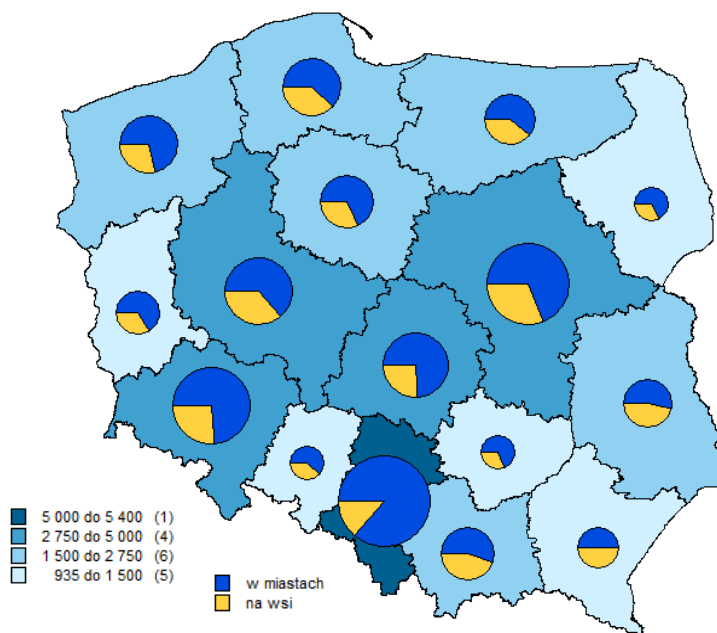 5 000 do 5 400 (1)
2 750 do 5 000 (4)
1 500 do 2 750 (6)
935 do 1 500 (5)
w miastach
na wsi